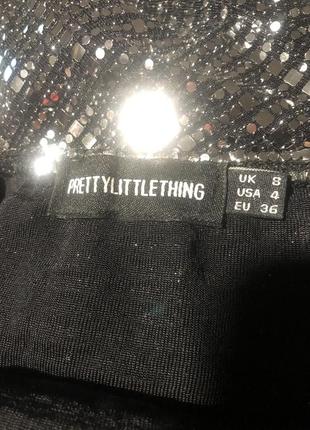 PRETTYLITTLETHING
UK 8
USA 4
EU 36